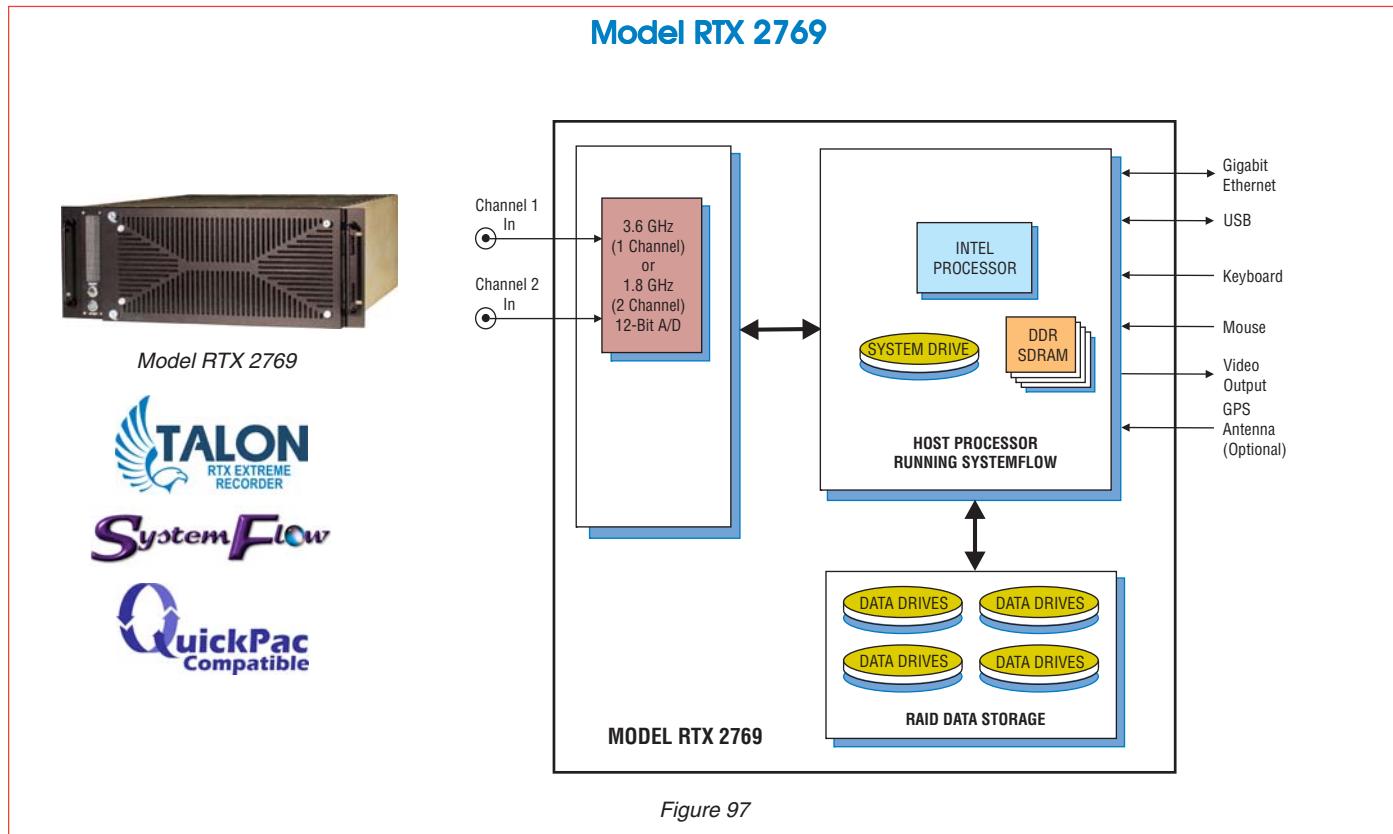 Model RTX 2769
Model RTX 2769
TALON
RTX EXTREME
RECORDER
SystemFlow
QuickPac
Compatible
Channel 1
In
Channel 2
In
3.6 GHz
(1 Channel)
or
1.8 GHz
(2 Channel)
12-Bit A/D
INTEL
PROCESSOR
SYSTEM DRIVE
DDR
SDRAM
HOST PROCESSOR
RUNNING SYSTEMFLOW
Gigabit
Ethernet
USB
Keyboard
Mouse
Video
Output
GPS
Antenna
(Optional)
DATA DRIVES
DATA DRIVES
DATA DRIVES
DATA DRIVES
RAID DATA STORAGE
MODEL RTX 2769
Figure 97